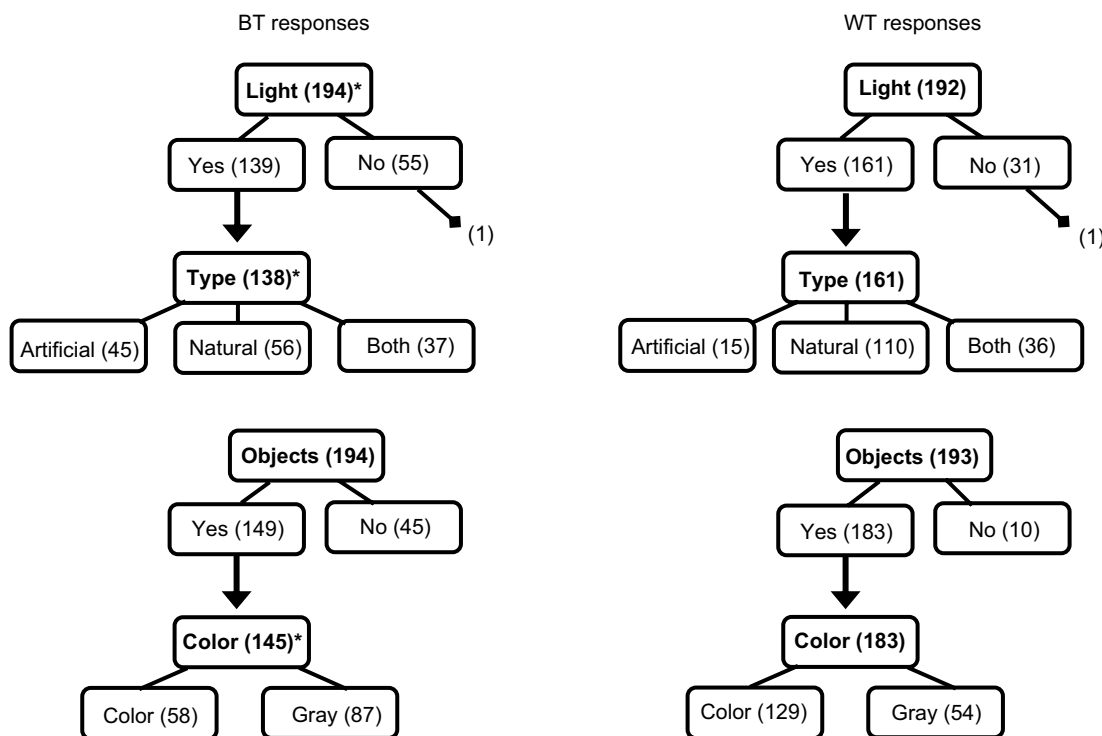 BT responses
Light (194)*
Yes (139)
No (55)
(1)
Type (138)*
Artificial (45)
Natural (56)
Both (37)
Objects (194)
Yes (149)
No (45)
Color (145)*
Color (58)
Gray (87)
WT responses
Light (192)
Yes (161)
No (31)
(1)
Type (161)
Artificial (15)
Natural (110)
Both (36)
Objects (193)
Yes (183)
No (10)
Color (183)
Color (129)
Gray (54)